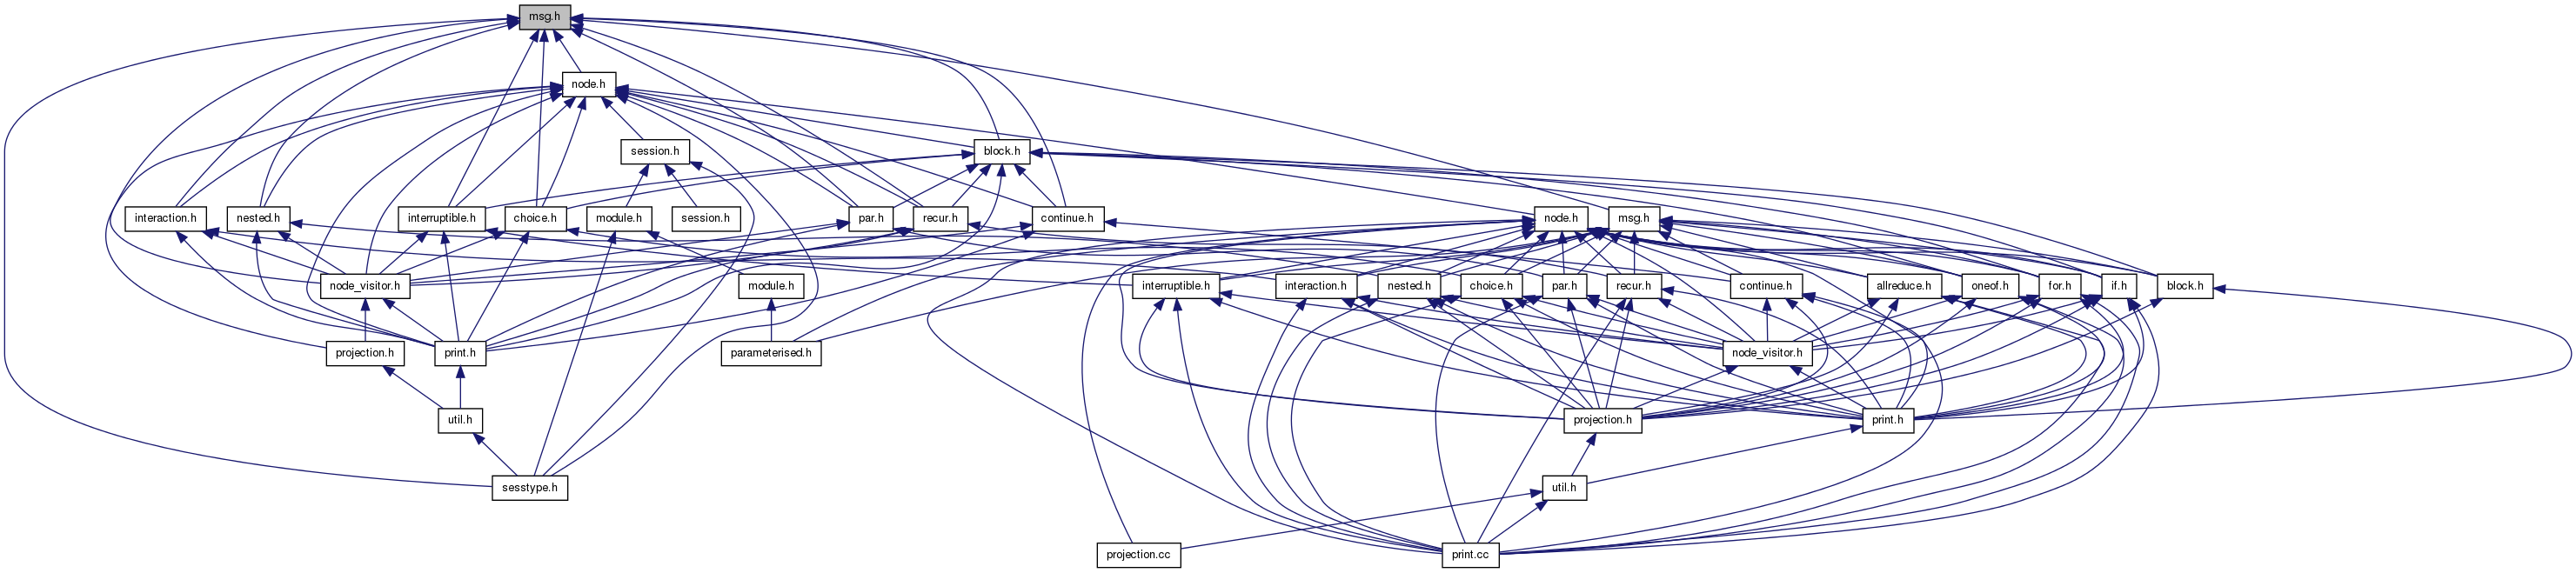 msg.h
node.h
session.h
block.h
interaction.h
nested.h
interruptible.h
choice.h
module.h
session.h
par.h
recur.h
continue.h
node.h
msg.h
node_visitor.h
module.h
interruptible.h
interaction.h
nested.h
choice.h
par.h
recur.h
continue.h
allreduce.h
oneof.h
for.h
if.h
block.h
projection.h
print.h
parameterised.h
node_visitor.h
util.h
projection.h
print.h
sesstype.h
util.h
projection.cc
print.cc